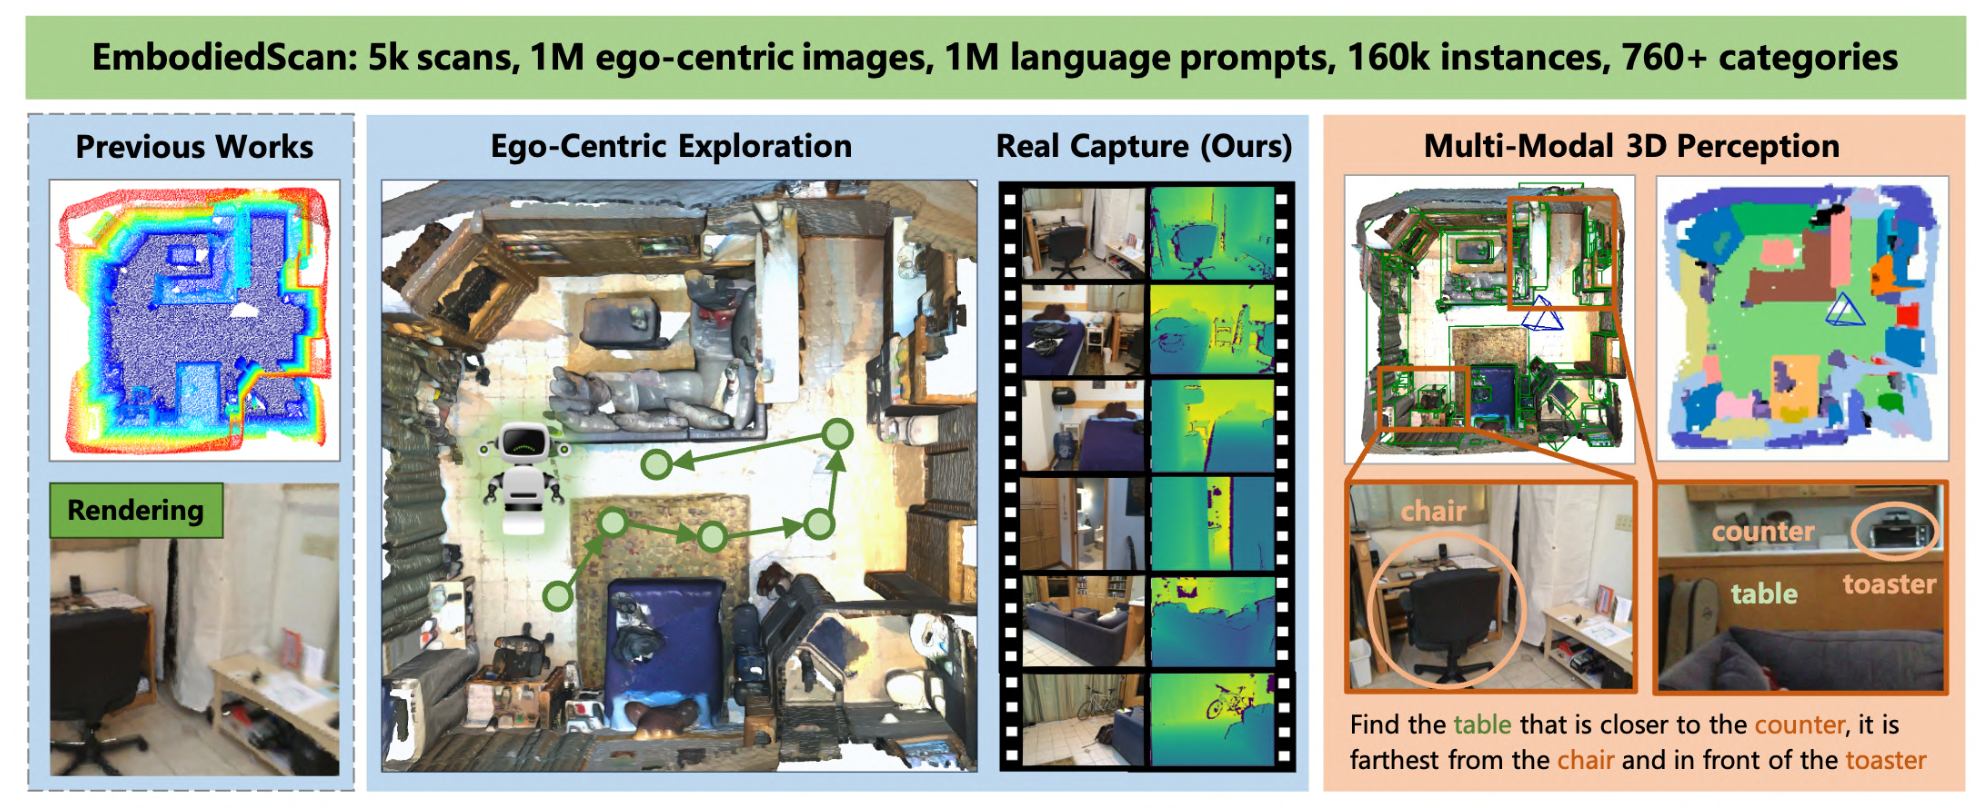 EmbodiedScan: 5k scans, 1M ego-centric images, 1M language prompts, 160k instances, 760+ categories
Previous Works
Rendering
Ego-Centric Exploration
Real Capture (Ours)
Multi-Modal 3D Perception
chair
counter
table
toaster
Find the table that is closer to the counter, it is
farthest from the chair and in front of the toaster